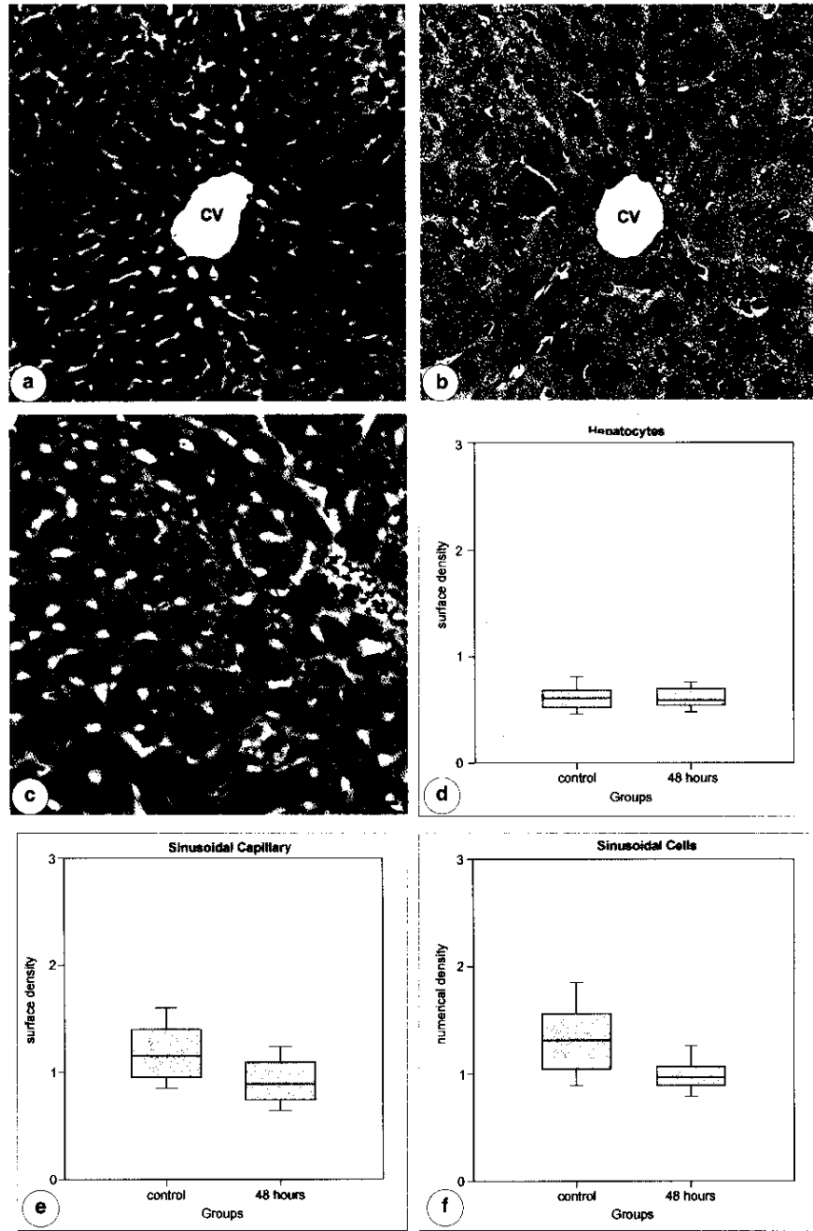 CV
a
CV
b
c
Hepatocytes
3
2
1
0
surface density
control
48 hours
Groups
d
Sinusoidal Capillary
3
2
1
0
surface density
control
48 hours
Groups
e
Sinusoidal Cells
3
2
1
0
numerical density
control
48 hours
Groups
f